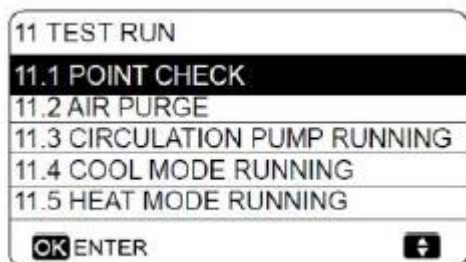 11 TEST RUN
11.1 POINT CHECK
11.2 AIR PURGE
11.3 CIRCULATION PUMP RUNNING
11.4 COOL MODE RUNNING
11.5 HEAT MODE RUNNING
OK ENTER